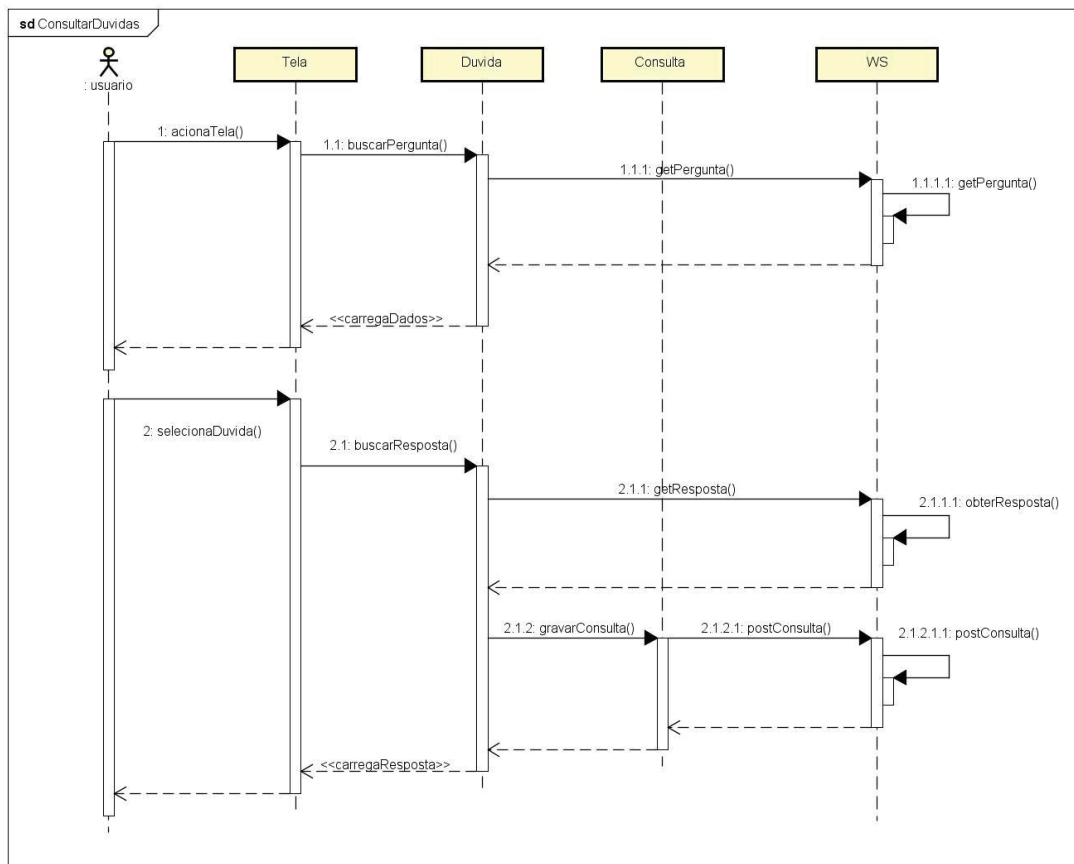 sd ConsultarDuvidas
: usuario
Tela
Duvida
Consulta
WS
1: acionaTela()
1.1: buscarPergunta()
1.1.1: getPergunta()
1.1.1.1: getPergunta()
<<carregaDados>>
2: selecionaDuvida()
2.1: buscarResposta()
2.1.1: getResposta()
2.1.1.1: obterResposta()
2.1.2: gravarConsulta()
2.1.2.1: postConsulta()
2.1.2.1.1: postConsulta()
<<carregaResposta>>